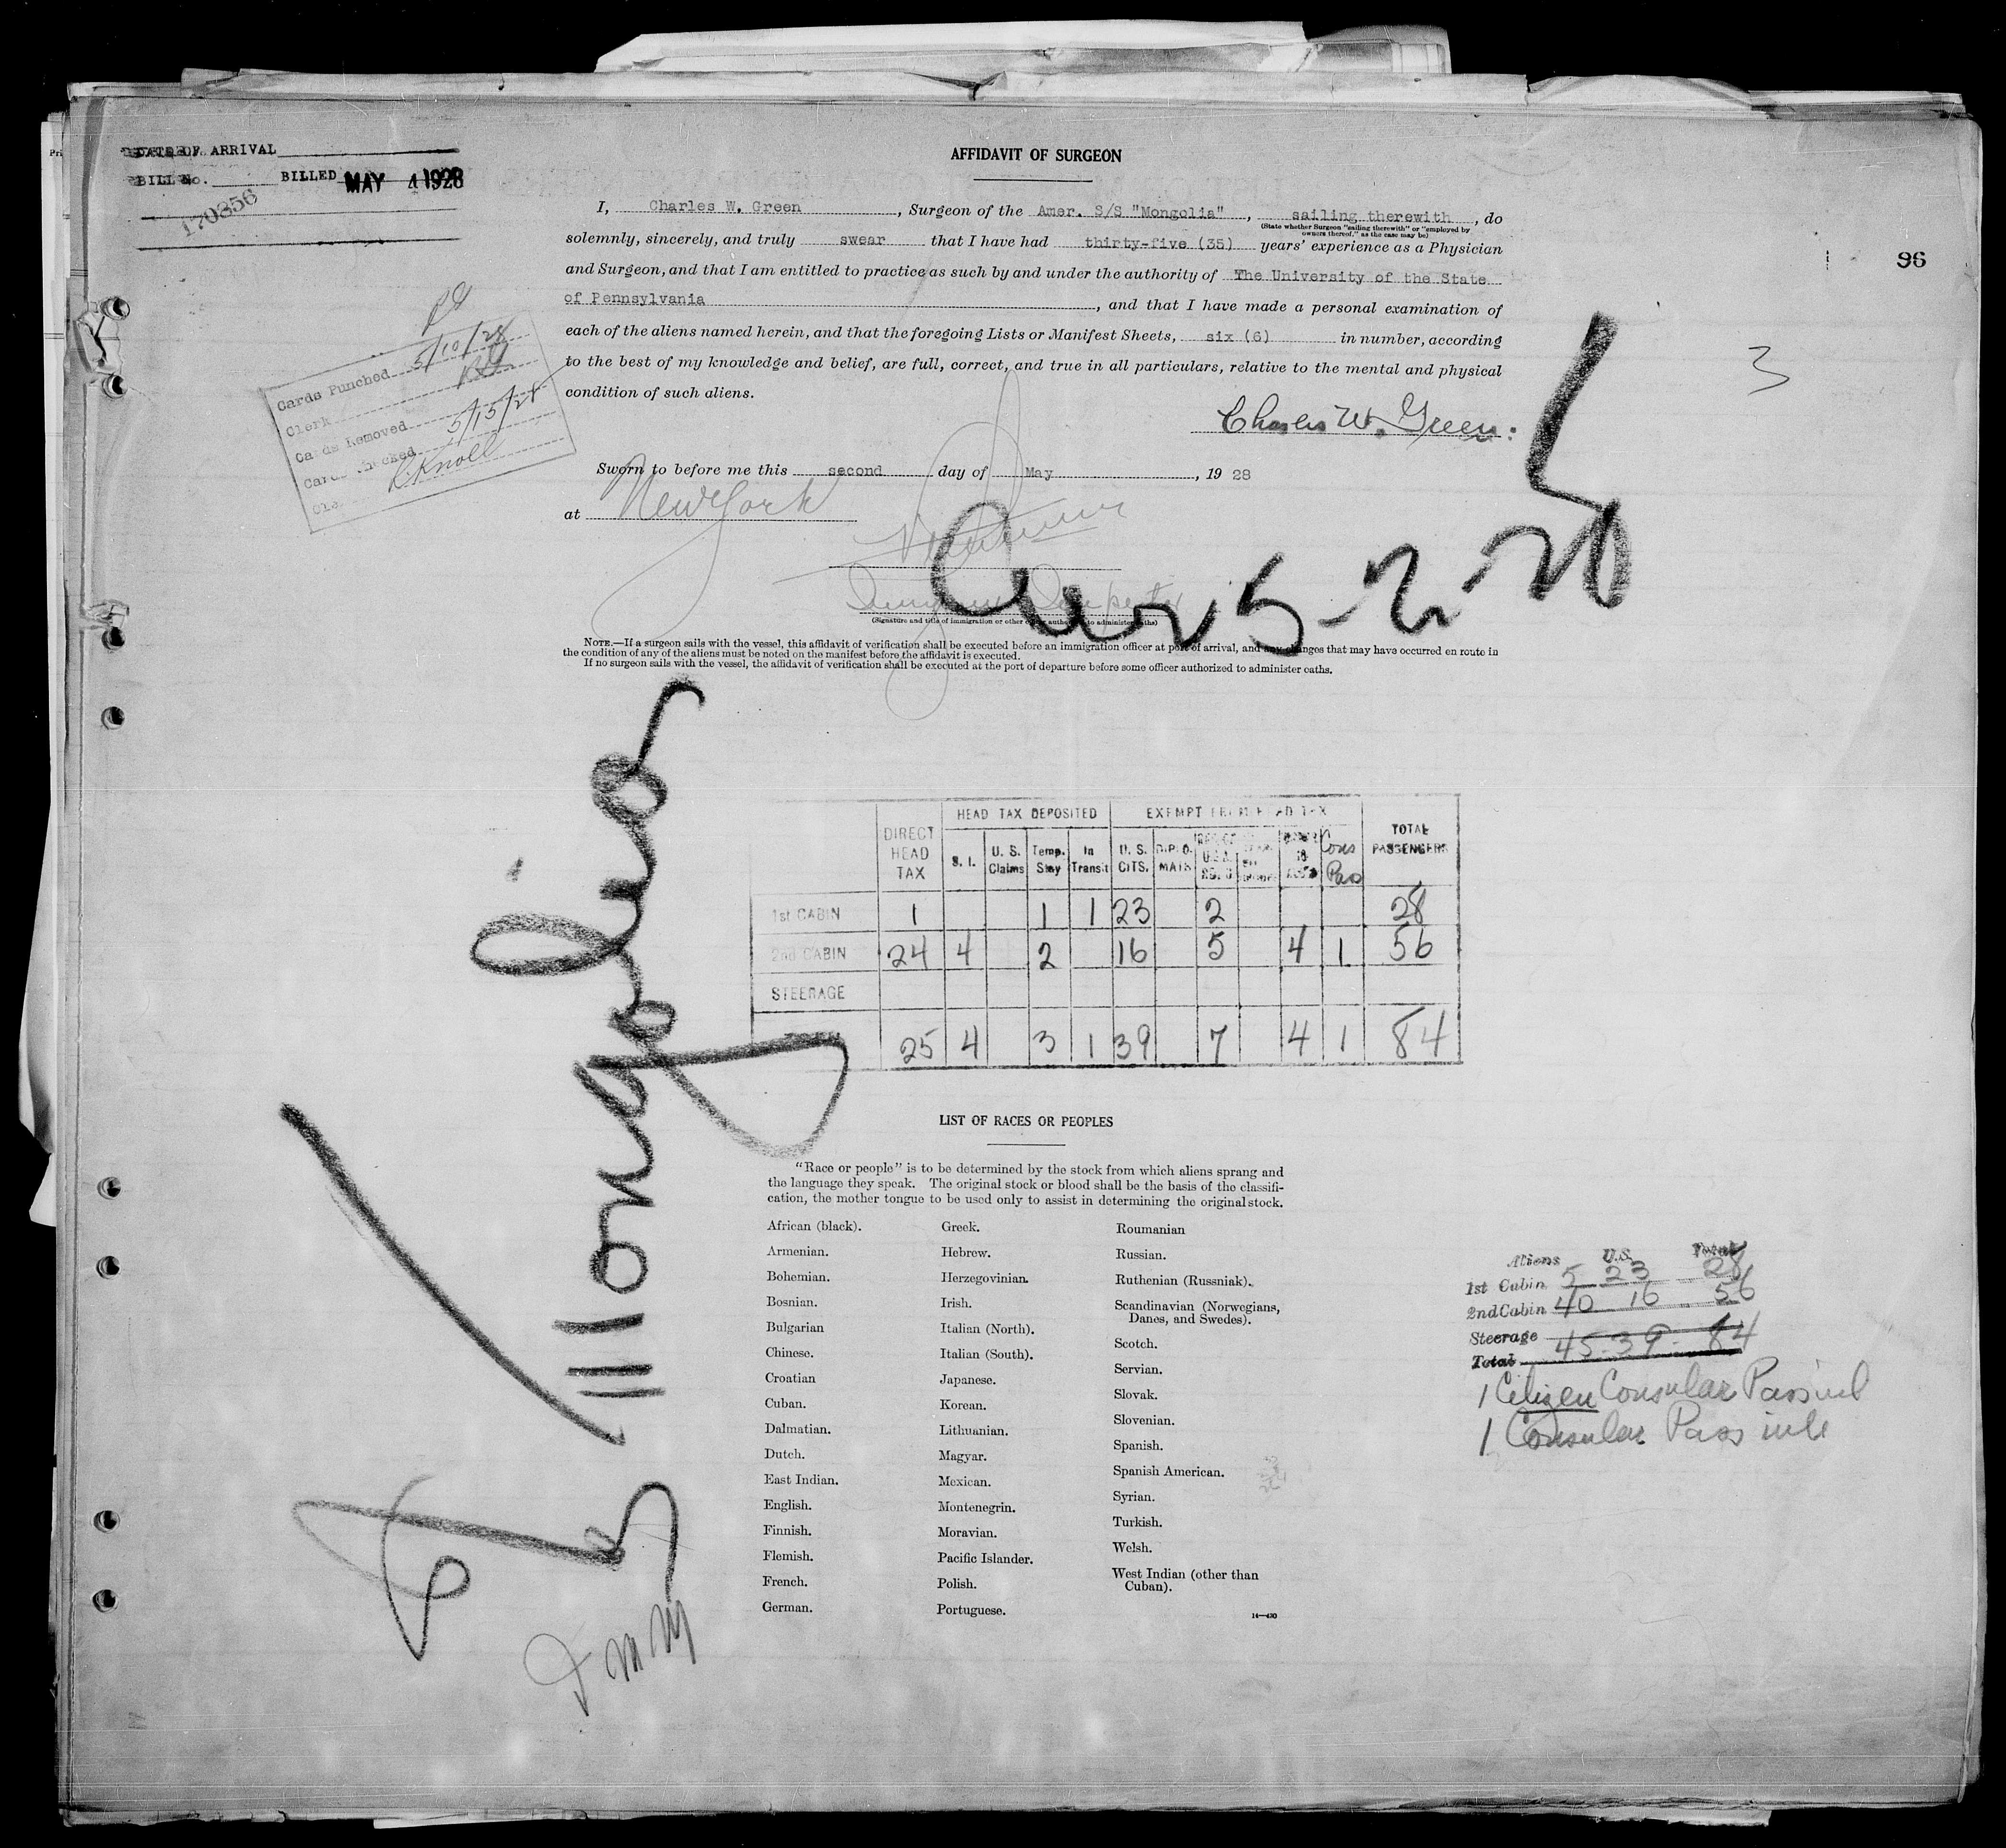 DATE OF ARRIVAL
BILL No. BILLED MAY 4 1928
170356
96
3
AFFIDAVIT OF SURGEON
I, Charles W. Green, Surgeon of the Amer. S/S "Mongolia", sailing therewith, do
(State whether Surgeon "sailing therewith" or "employed by
owners thereof," as the case may be)
solemnly, sincerely, and truly swear that I have had thirty-five (35) years' experience as a Physician
and Surgeon, and that I am entitled to practice as such by and under the authority of The University of the State
of Pennsylvania, and that I have made a personal examination of
each of the aliens named herein, and that the foregoing Lists or Manifest Sheets, six (6) in number, according
to the best of my knowledge and belief, are full, correct, and true in all particulars, relative to the mental and physical
condition of such aliens.
Charles W. Green.
Cards Punched 5/10/28
Clerk
Cards Removed
Cards Checked 5/15/28
Cle. Knoll
Sworn to before me this second day of May, 19 28
at New York
Arr 5-2-28
(Signature and title of immigration or other officer authorized to administer oaths)
NOTE.—If a surgeon sails with the vessel, this affidavit of verification shall be executed before an immigration officer at port of arrival, and any changes that may have occurred en route in
the condition of any of the aliens must be noted on the manifest before the affidavit is executed.
If no surgeon sails with the vessel, the affidavit of verification shall be executed at the port of departure before some officer authorized to administer oaths.
Mongolia
HEAD TAX DEPOSITED EXEMPT FROM HEAD TAX
DIRECT HEAD TAX S. I. U. S. Claims Temp. Stay In Transit U. S. CITS. DIPLOMATS Cons Pass TOTAL PASSENGERS
1st CABIN 1 1 1 23 2 28
2nd CABIN 24 4 2 16 5 4 1 56
STEERAGE
25 4 3 1 39 7 4 1 84
LIST OF RACES OR PEOPLES
"Race or people" is to be determined by the stock from which aliens sprang and
the language they speak. The original stock or blood shall be the basis of the classifi-
cation, the mother tongue to be used only to assist in determining the original stock.
African (black).
Armenian.
Bohemian.
Bosnian.
Bulgarian
Chinese.
Croatian
Cuban.
Dalmatian.
Dutch.
East Indian.
English.
Finnish.
Flemish.
French.
German.
Greek.
Hebrew.
Herzegovinian.
Irish.
Italian (North).
Italian (South).
Japanese.
Korean.
Lithuanian.
Magyar.
Mexican.
Montenegrin.
Moravian.
Pacific Islander.
Polish.
Portuguese.
Roumanian
Russian.
Ruthenian (Russniak).
Scandinavian (Norwegians,
Danes, and Swedes).
Scotch.
Servian.
Slovak.
Slovenian.
Spanish.
Spanish American.
Syrian.
Turkish.
Welsh.
West Indian (other than
Cuban).
14—430
Aliens U.S. Total
1st Cabin 5 23 28
2nd Cabin 40 16 56
Steerage
Total 45 39 84
1 Citizen Consular Pass incl
1 Consular Pass incl